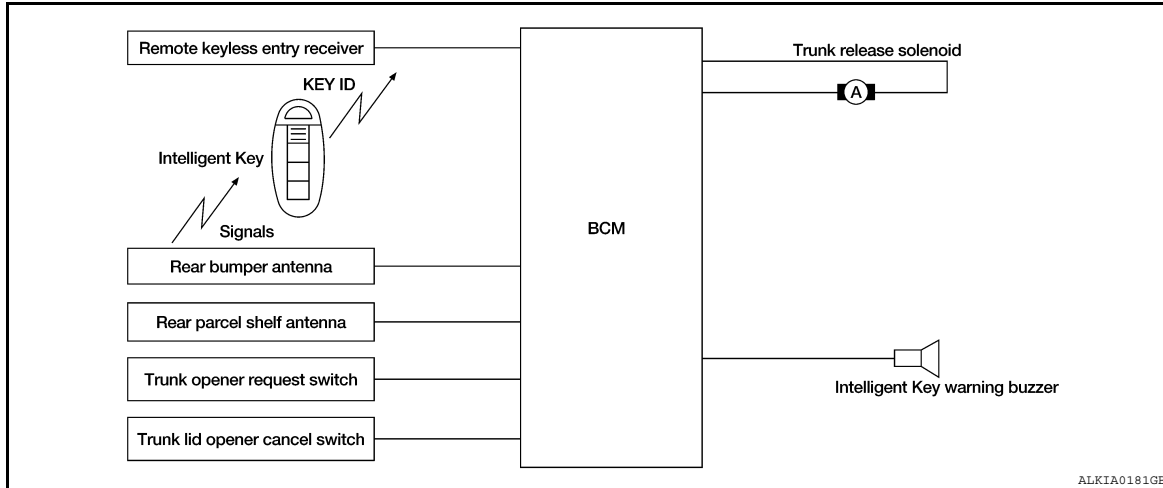 Remote keyless entry receiver
KEY ID
Intelligent Key
Signals
Rear bumper antenna
Rear parcel shelf antenna
Trunk opener request switch
Trunk lid opener cancel switch
BCM
Trunk release solenoid
A
Intelligent Key warning buzzer
ALKIA0181GB